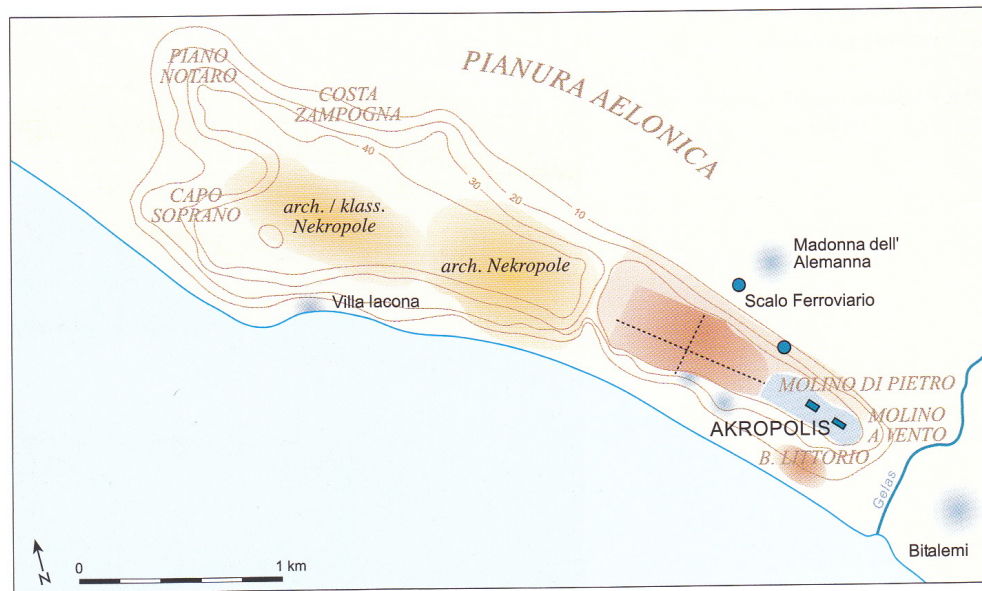 PIANO
NOTARO
COSTA
ZAMPOGNA
PIANURA AELONICA
40
30
20
10
CAPO
SOPRANO
arch. / klass.
Nekropole
arch. Nekropole
Madonna dell'
Alemanna
Villa Iacona
Scalo Ferroviario
MOLINO DI PIETRO
AKROPOLIS
MOLINO
A VENTO
B. LITTORIO
Gelas
Bitalemi
N
0
1 km